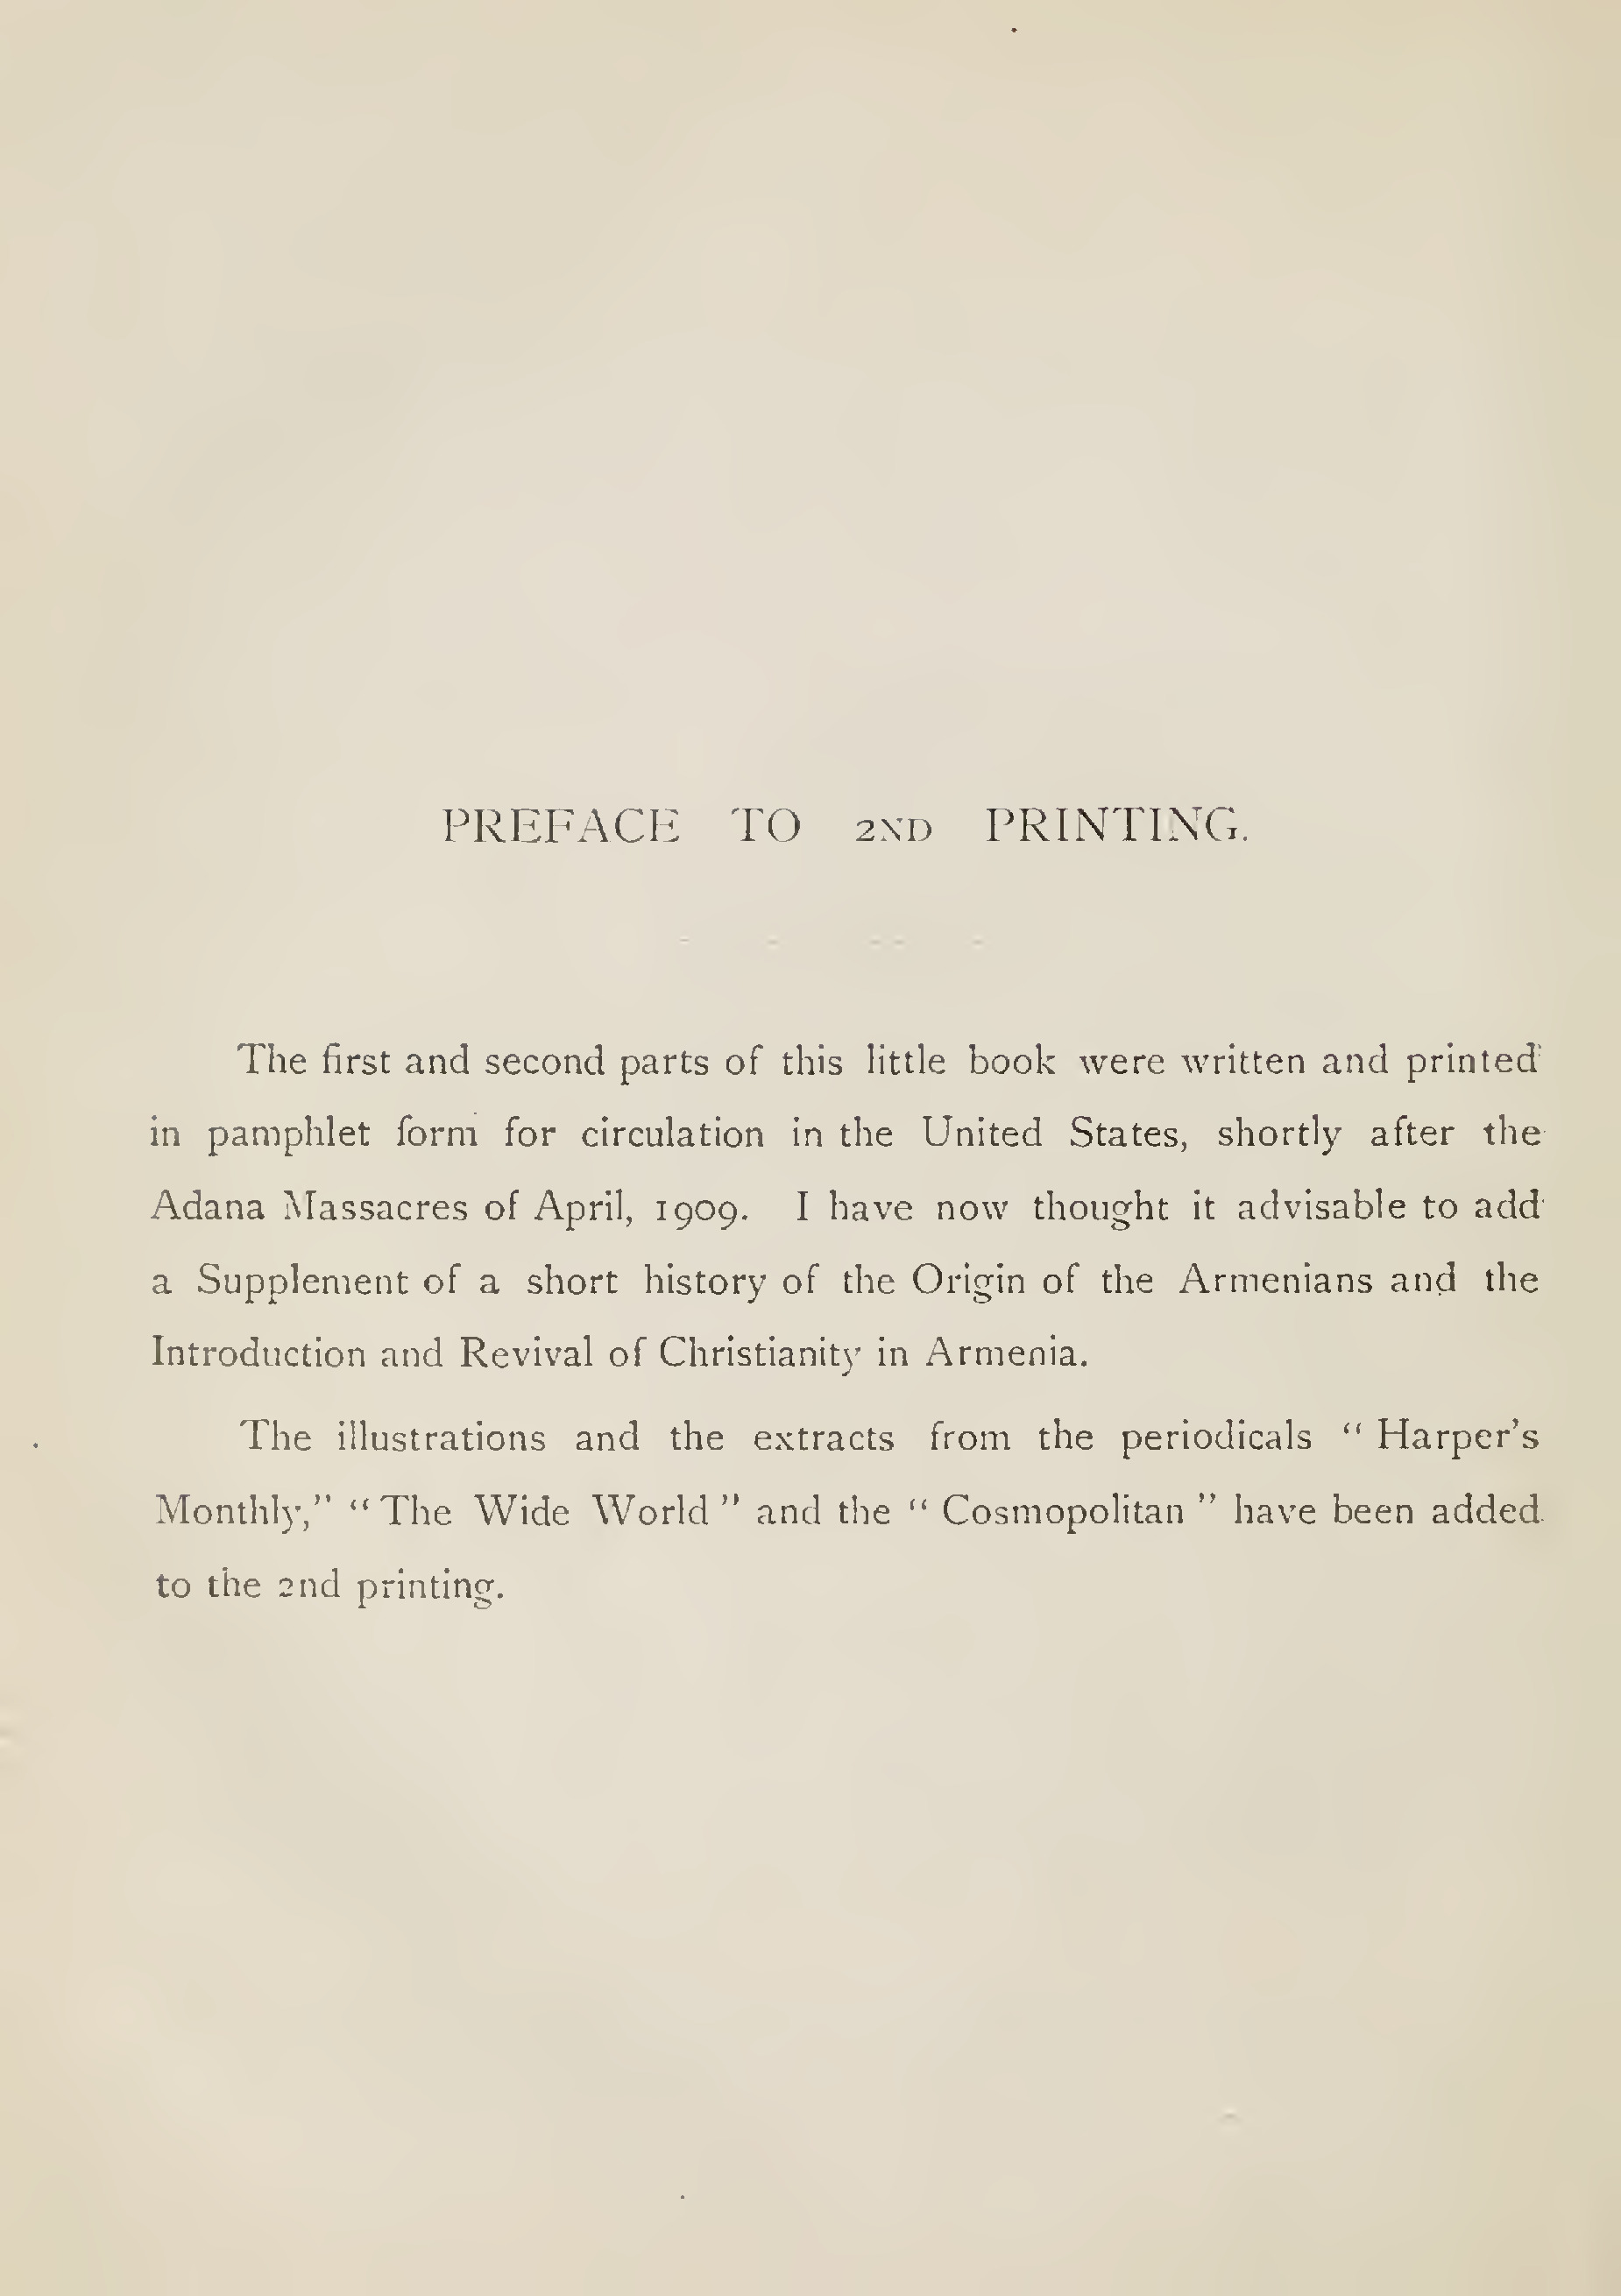 PREFACE TO 2ND PRINTING.
The first and second parts of this little book were written and printed
in pamphlet form for circulation in the United States, shortly after the
Adana Massacres of April, 1909. I have now thought it advisable to add
a Supplement of a short history of the Origin of the Armenians and the
Introduction and Revival of Christianity in Armenia.
The illustrations and the extracts from the periodicals “ Harper’s
Monthly,” “ The Wide World ” and the “ Cosmopolitan ” have been added
to the 2nd printing.